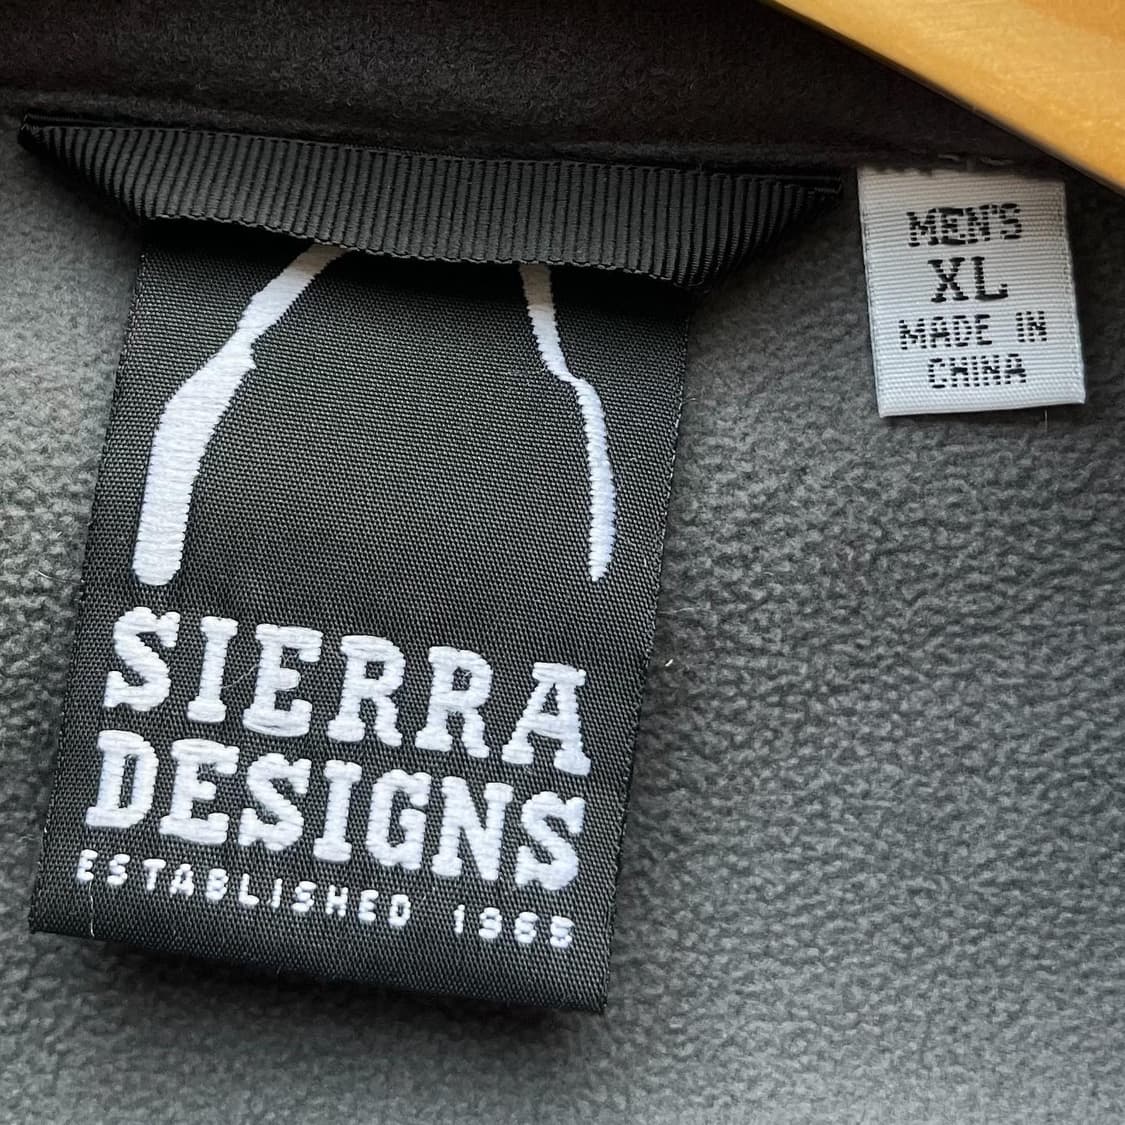 SIERRA
DESIGNS
ESTABLISHED 1965
MEN'S
XL
MADE IN
CHINA